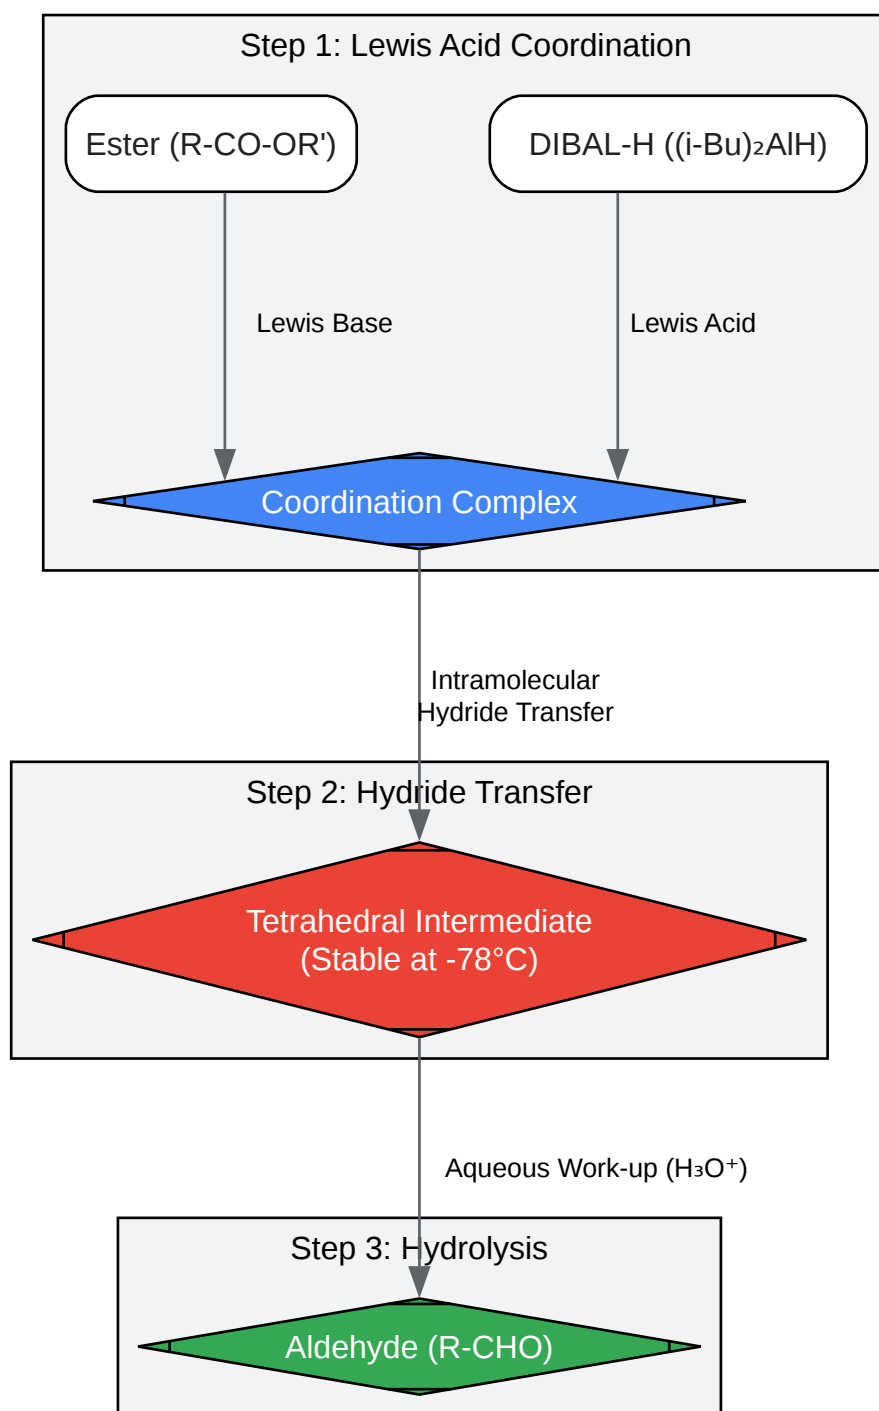 Step 1: Lewis Acid Coordination
Ester (R-CO-OR')
DIBAL-H ((i-Bu)₂AlH)
Lewis Base
Lewis Acid
Coordination Complex
Intramolecular
Hydride Transfer
Step 2: Hydride Transfer
Tetrahedral Intermediate
(Stable at -78°C)
Aqueous Work-up (H₃O⁺)
Step 3: Hydrolysis
Aldehyde (R-CHO)